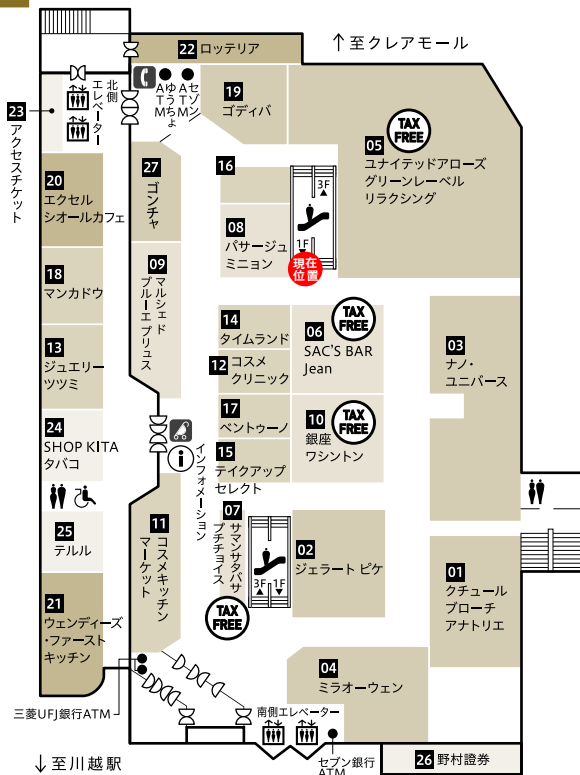 22 ロッテリア
↑至クレアモール
セゾン
ATM
ゆうちょ
ATM
北側
エレベーター
23
アクセスチケット
19
ゴディバ
TAX
FREE
05
ユナイテッドアローズ
グリーンレーベル
リラクシング
20
エクセル
シオールカフェ
27
ゴンチャ
16
3F
08
パサージュ
ミニョン
1F
現在
位置
18
マンカドウ
09
マルシェド
ブルーエプリュス
14
タイムランド
06
TAX
FREE
SAC'S BAR
Jean
03
ナノ・
ユニバース
13
ジュエリー
ツツミ
12 コスメ
クリニック
17
ベントゥーノ
10
TAX
FREE
銀座
ワシントン
24
SHOP KITA
タバコ
i
インフォメーション
15
テイクアップ
セレクト
25
テルル
11
コスメキッチン
マーケット
07
サマンサタバサ
プチチョイス
TAX
FREE
3F 1F
02
ジェラート ピケ
01
クチュール
ブローチ
アナトリエ
21
ウェンディーズ
・ファースト
キッチン
04
ミラオーウェン
三菱UFJ銀行ATM
南側エレベーター
↓至川越駅
セブン銀行
ATM
26 野村證券